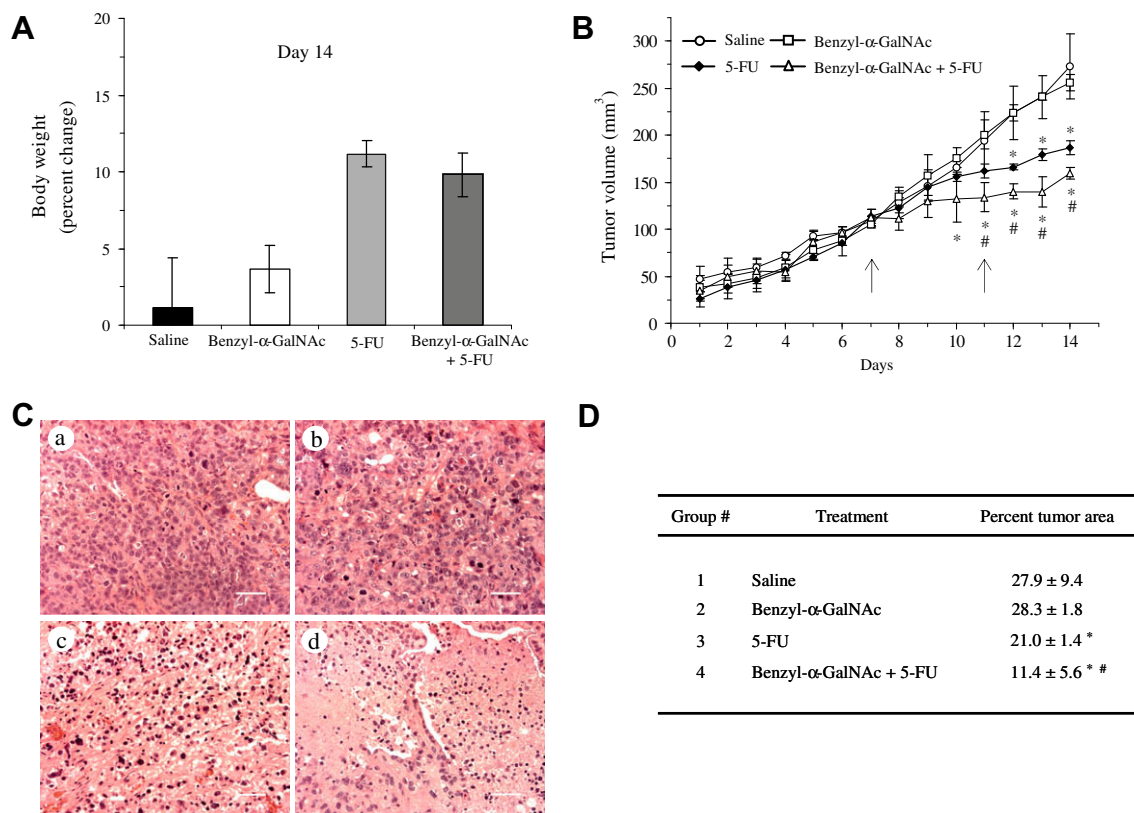 A
20
15
10
5
0
Body weight
(percent change)
Day 14
Saline
Benzyl-α-GalNAc
5-FU
Benzyl-α-GalNAc
+ 5-FU
B
Saline
Benzyl-α-GalNAc
5-FU
Benzyl-α-GalNAc + 5-FU
300
250
200
150
100
50
0
Tumor volume (mm³)
* * *
* * * * *
# # # #
0 2 4 6 8 10 12 14
Days
C
a
b
c
d
D
Group # Treatment Percent tumor area
1 Saline 27.9 ± 9.4
2 Benzyl-α-GalNAc 28.3 ± 1.8
3 5-FU 21.0 ± 1.4 *
4 Benzyl-α-GalNAc + 5-FU 11.4 ± 5.6 * #